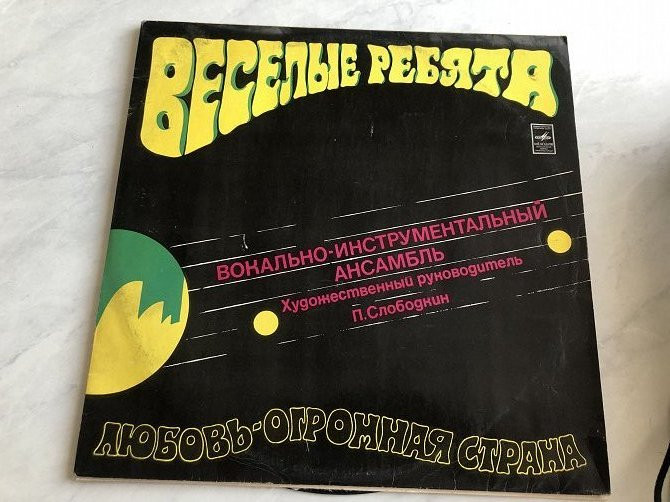 ВЕСЕЛЫЕ РЕБЯТА
ВОКАЛЬНО-ИНСТРУМЕНТАЛЬНЫЙ
АНСАМБЛЬ
Художественный руководитель
П.Слободкин
ЛЮБОВЬ-ОГРОМНАЯ СТРАНА